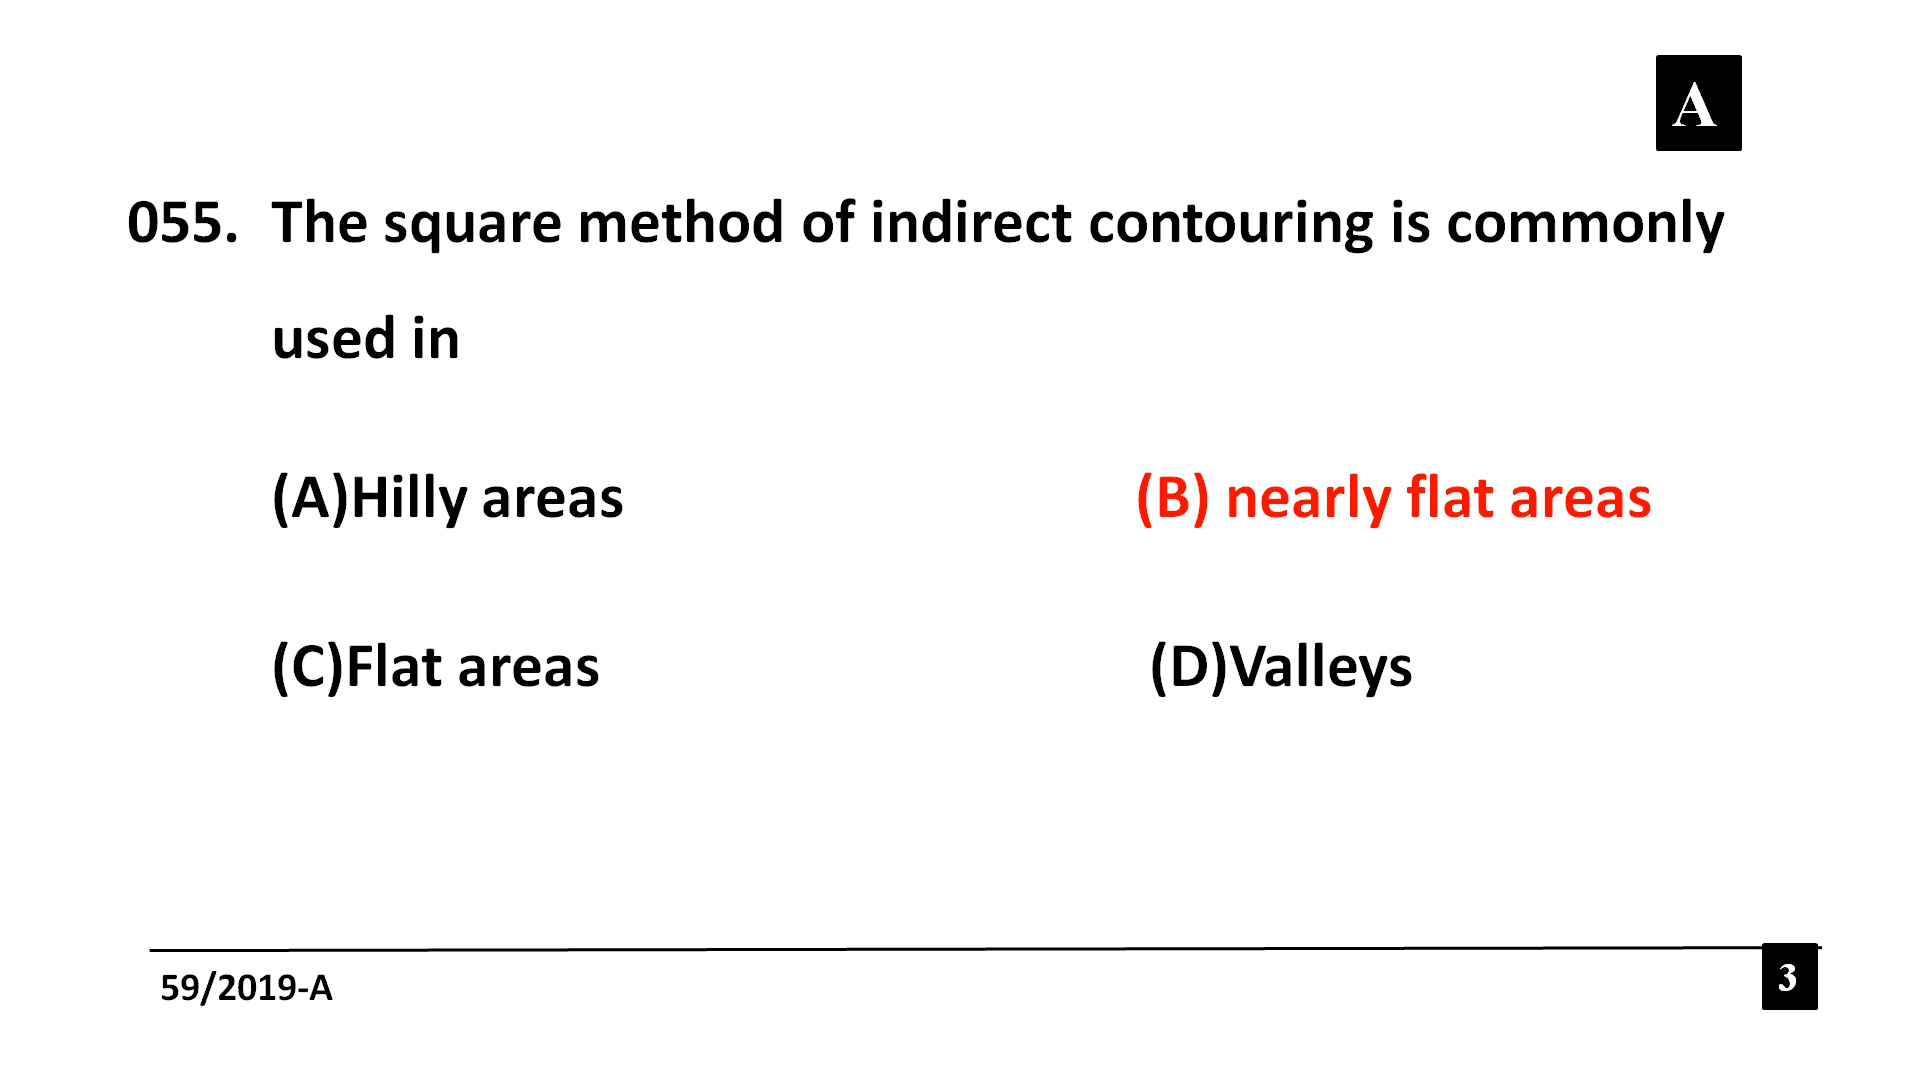 A
055. The square method of indirect contouring is commonly
used in
(A)Hilly areas (B) nearly flat areas
(C)Flat areas (D)Valleys
59/2019-A 3